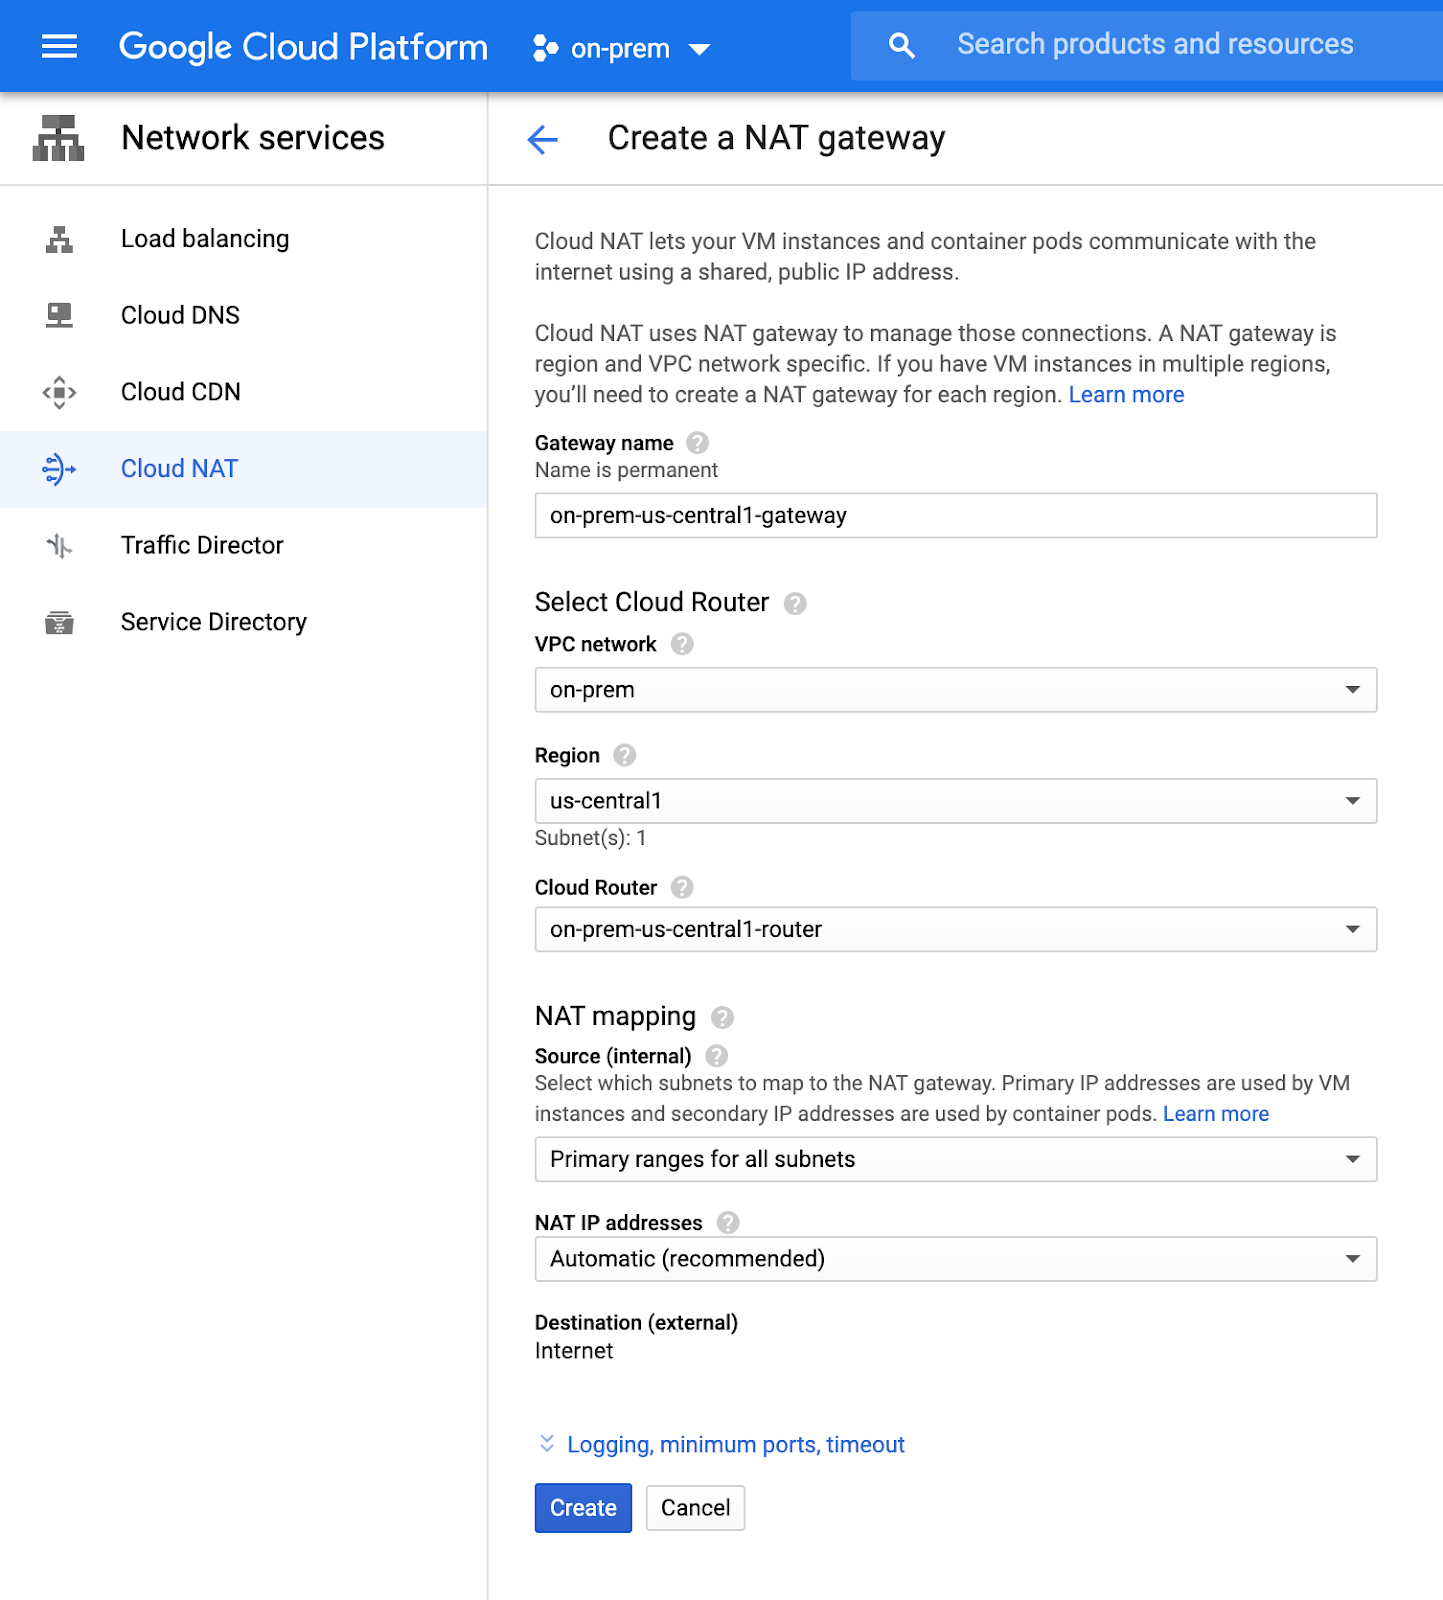 Google Cloud Platform
on-prem
Search products and resources
Network services
Create a NAT gateway
Load balancing
Cloud DNS
Cloud CDN
Cloud NAT
Traffic Director
Service Directory
Cloud NAT lets your VM instances and container pods communicate with the
internet using a shared, public IP address.
Cloud NAT uses NAT gateway to manage those connections. A NAT gateway is
region and VPC network specific. If you have VM instances in multiple regions,
you’ll need to create a NAT gateway for each region. Learn more
Gateway name ?
Name is permanent
on-prem-us-central1-gateway
Select Cloud Router ?
VPC network ?
on-prem
Region ?
us-central1
Subnet(s): 1
Cloud Router ?
on-prem-us-central1-router
NAT mapping ?
Source (internal) ?
Select which subnets to map to the NAT gateway. Primary IP addresses are used by VM
instances and secondary IP addresses are used by container pods. Learn more
Primary ranges for all subnets
NAT IP addresses ?
Automatic (recommended)
Destination (external)
Internet
Logging, minimum ports, timeout
Create Cancel